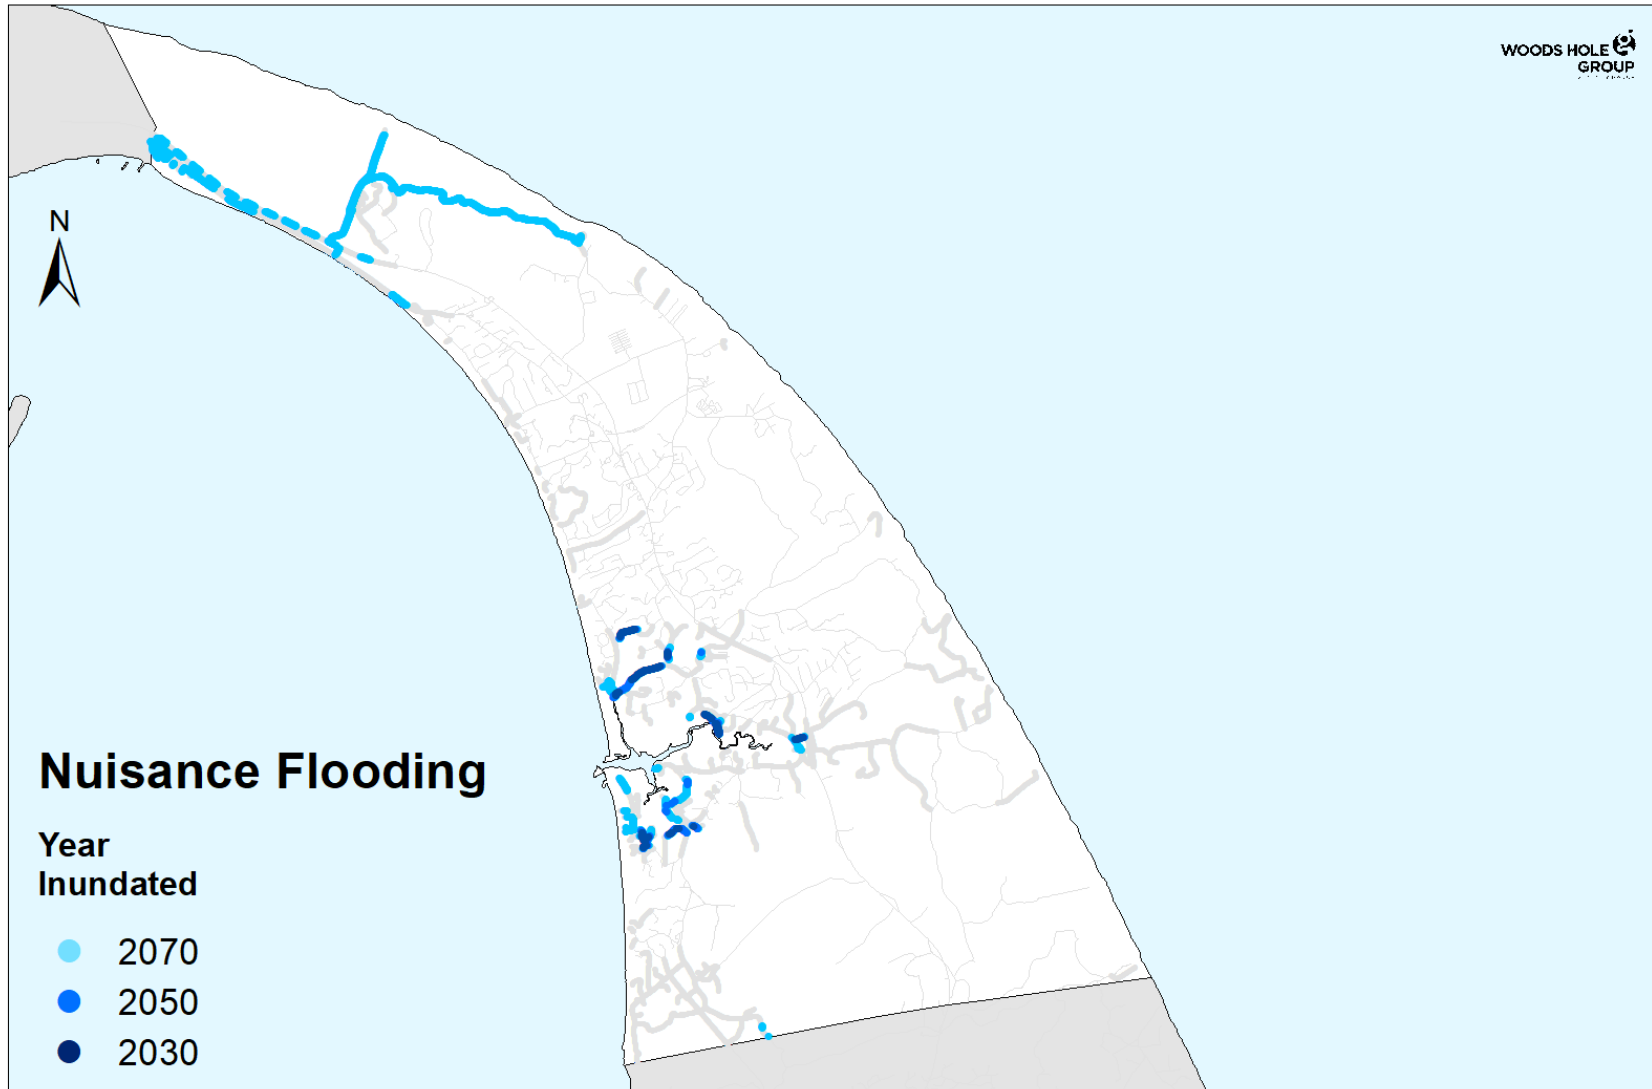 WOODS HOLE
GROUP
N
Nuisance Flooding
Year
Inundated
2070
2050
2030